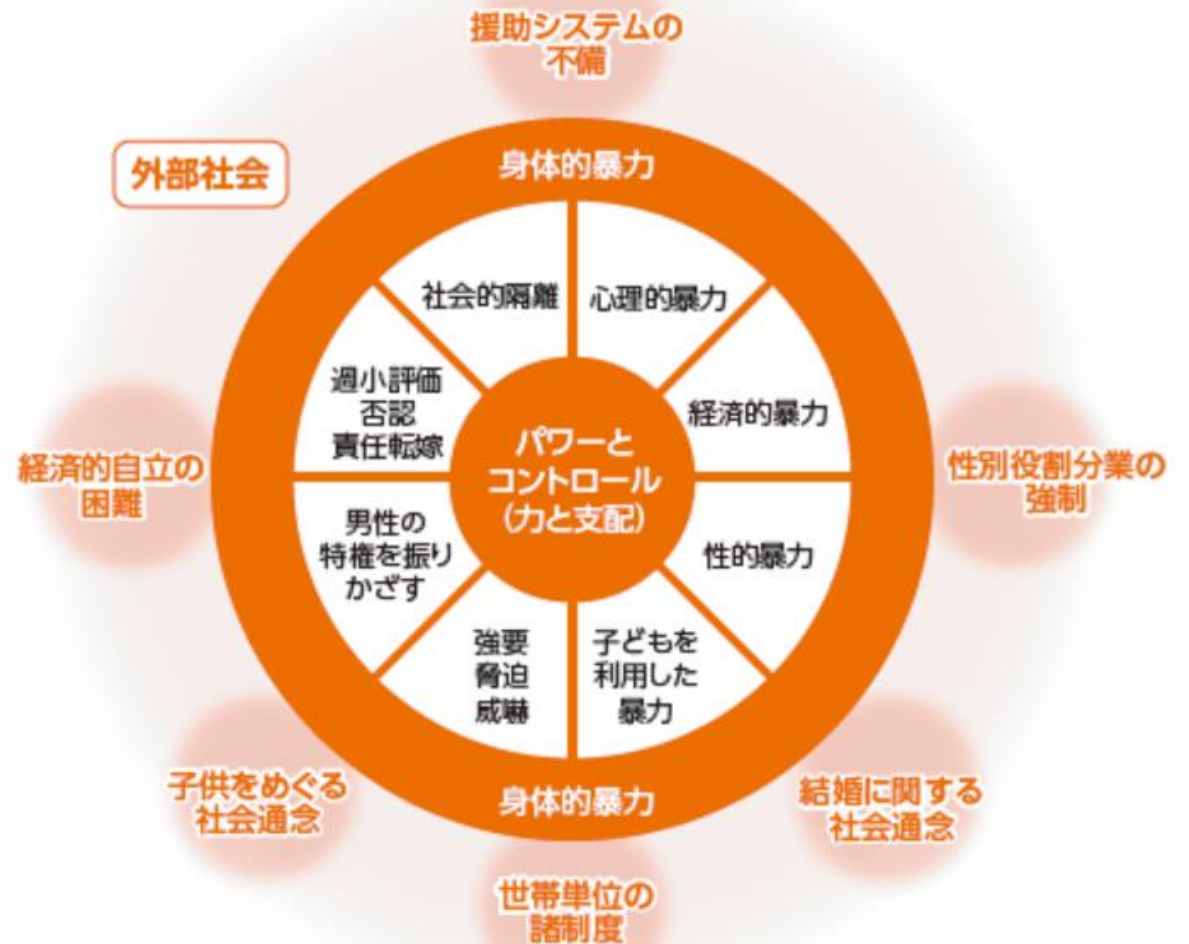 援助システムの
不備
外部社会
身体的暴力
社会的隔離
心理的暴力
過小評価
否認
責任転嫁
経済的暴力
パワーと
コントロール
(力と支配)
経済的自立の
困難
性別役割分業の
強制
男性の
特権を振り
かざす
性的暴力
強要
脅迫
威嚇
子どもを
利用した
暴力
子供をめぐる
社会通念
身体的暴力
結婚に関する
社会通念
世帯単位の
諸制度